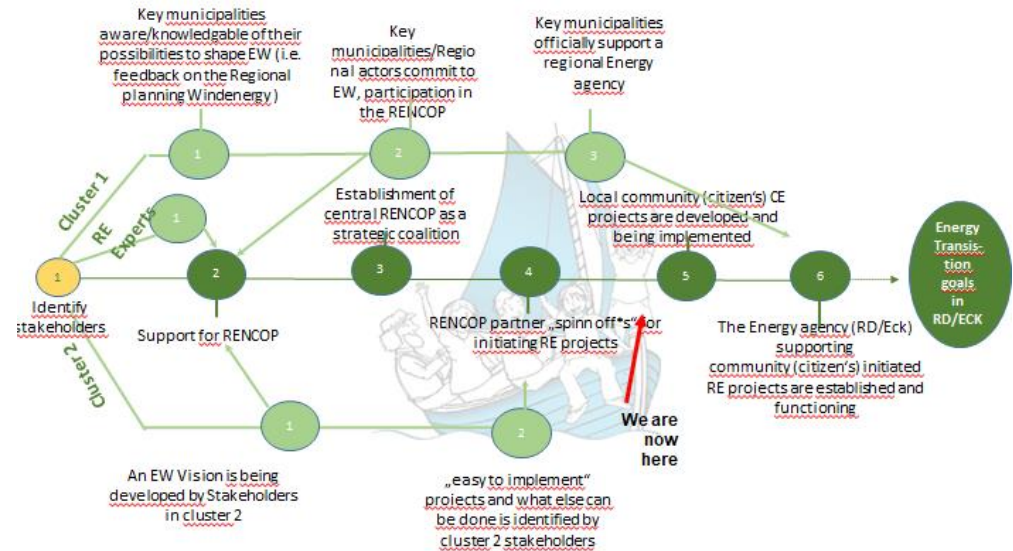 Key municipalities
aware/knowledgable of their
possibilities to shape EW (i.e.
feedback on the Regional
planning Windenergy )
Key
municipalities/Regio
nal actors commit to
EW, participation in
the RENCOP
Key municipalities
officially support a
regional Energy
agency
1
2
3
Cluster 1
RE
Experts
1
Establishment of
central RENCOP as a
strategic coalition
Local community (citizen's) CE
projects are developed and
being implemented
Energy
Transis-
tion
goals
in
RD/ECK
1
2
3
4
5
6
Identify
stakeholders
Support for RENCOP
RENCOP partner „spinn off*s" for
initiating RE projects
The Energy agency (RD/Eck)
supporting
community (citizen's) initiated
RE projects are established and
functioning
Cluster 2
We are
now
here
1
2
An EW Vision is being
developed by Stakeholders
in cluster 2
„easy to implement"
projects and what else can
be done is identified by
cluster 2 stakeholders